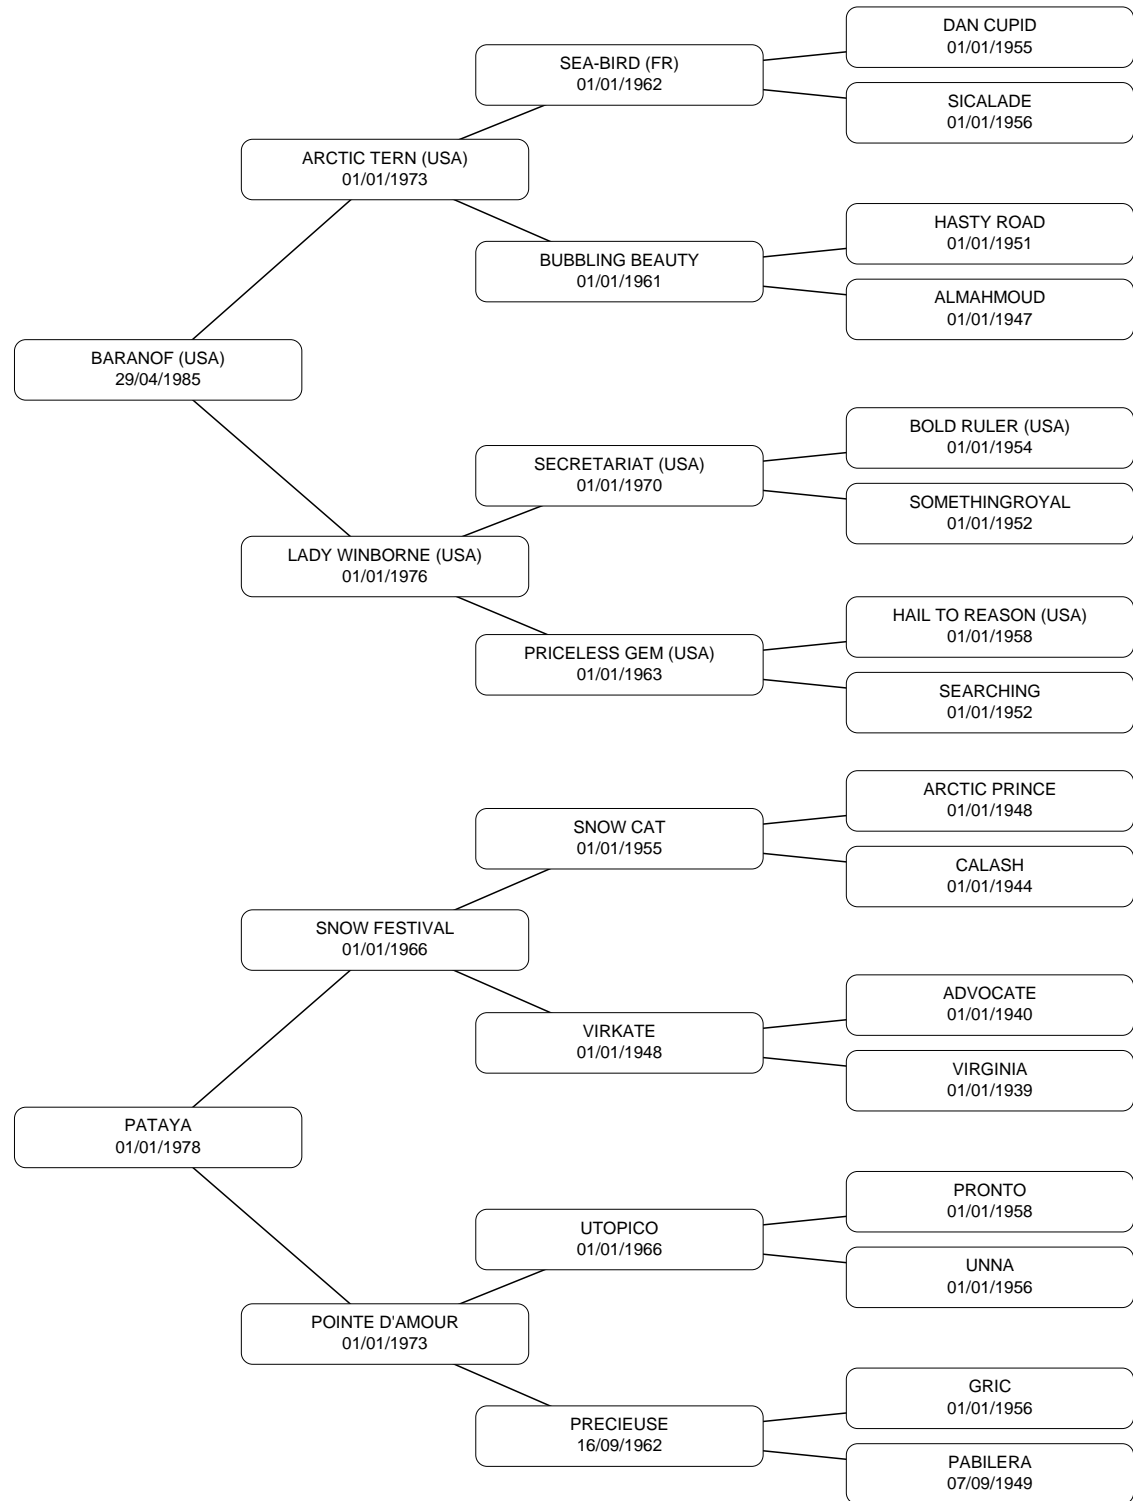 DAN CUPID
01/01/1955
SEA-BIRD (FR)
01/01/1962
SICALADE
01/01/1956
ARCTIC TERN (USA)
01/01/1973
HASTY ROAD
01/01/1951
BUBBLING BEAUTY
01/01/1961
ALMAHMOUD
01/01/1947
BARANOF (USA)
29/04/1985
BOLD RULER (USA)
01/01/1954
SECRETARIAT (USA)
01/01/1970
SOMETHINGROYAL
01/01/1952
LADY WINBORNE (USA)
01/01/1976
HAIL TO REASON (USA)
01/01/1958
PRICELESS GEM (USA)
01/01/1963
SEARCHING
01/01/1952
ARCTIC PRINCE
01/01/1948
SNOW CAT
01/01/1955
CALASH
01/01/1944
SNOW FESTIVAL
01/01/1966
ADVOCATE
01/01/1940
VIRKATE
01/01/1948
VIRGINIA
01/01/1939
PATAYA
01/01/1978
PRONTO
01/01/1958
UTOPICO
01/01/1966
UNNA
01/01/1956
POINTE D'AMOUR
01/01/1973
GRIC
01/01/1956
PRECIEUSE
16/09/1962
PABILERA
07/09/1949